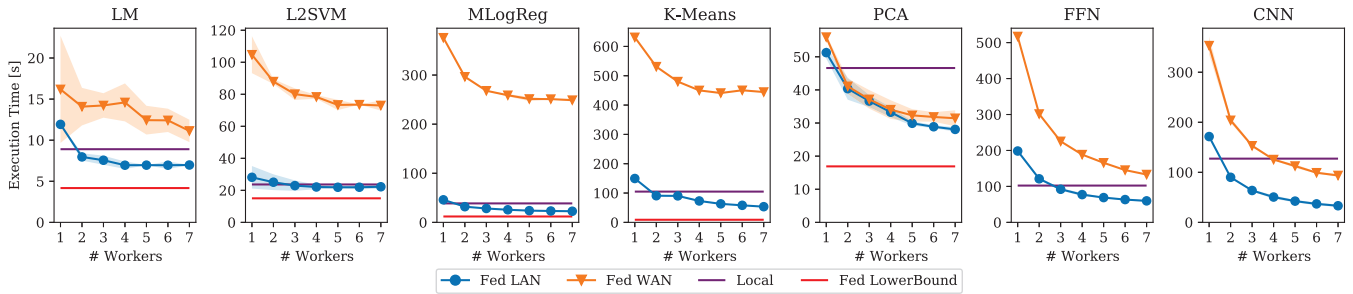 LM L2SVM MLogReg K-Means PCA FFN CNN
Execution Time [s]
20
15
10
5
0
1 2 3 4 5 6 7
# Workers
120
100
80
60
40
20
0
1 2 3 4 5 6 7
# Workers
300
200
100
0
1 2 3 4 5 6 7
# Workers
600
500
400
300
200
100
0
1 2 3 4 5 6 7
# Workers
60
50
40
30
20
10
0
1 2 3 4 5 6 7
# Workers
500
400
300
200
100
0
1 2 3 4 5 6 7
# Workers
300
200
100
0
1 2 3 4 5 6 7
# Workers
Fed LAN Fed WAN Local Fed LowerBound